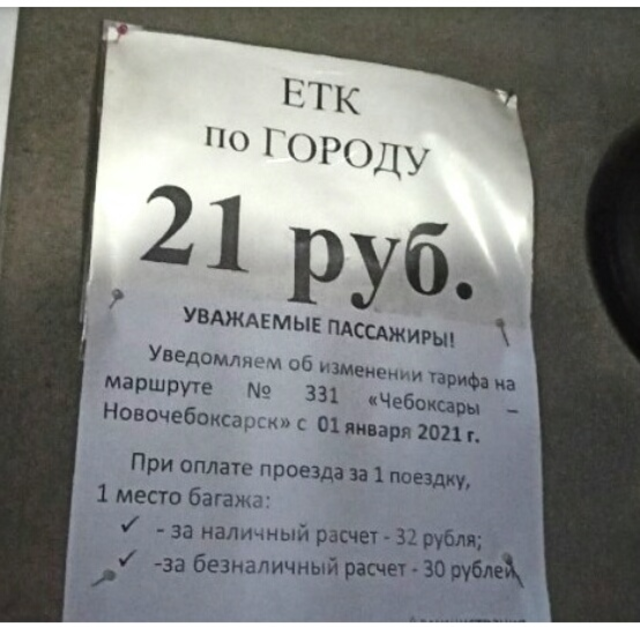 ЕТК
по ГОРОДУ
21 руб.
УВАЖАЕМЫЕ ПАССАЖИРЫ!
Уведомляем об изменении тарифа на
маршруте № 331 «Чебоксары –
Новочебоксарск» с 01 января 2021 г.
При оплате проезда за 1 поездку,
1 место багажа:
✓ - за наличный расчет - 32 рубля;
✓ -за безналичный расчет - 30 рублей